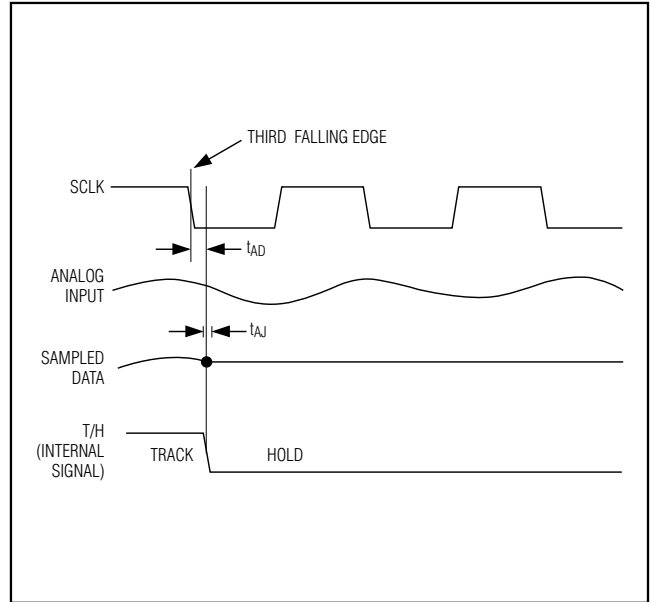 THIRD FALLING EDGE
SCLK
tAD
ANALOG
INPUT
tAJ
SAMPLED
DATA
T/H
(INTERNAL
SIGNAL)
TRACK
HOLD